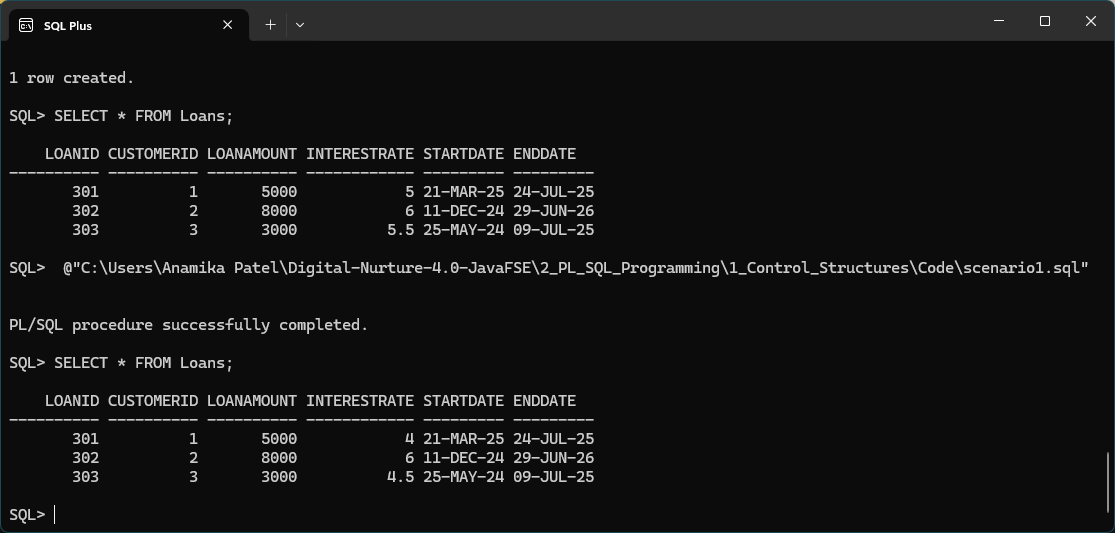 SQL Plus
1 row created.
SQL> SELECT * FROM Loans;
    LOANID CUSTOMERID LOANAMOUNT INTERESTRATE STARTDATE ENDDATE
---------- ---------- ---------- ------------ --------- ---------
       301          1       5000            5 21-MAR-25 24-JUL-25
       302          2       8000            6 11-DEC-24 29-JUN-26
       303          3       3000          5.5 25-MAY-24 09-JUL-25
SQL>  @"C:\Users\Anamika Patel\Digital-Nurture-4.0-JavaFSE\2_PL_SQL_Programming\1_Control_Structures\Code\scenario1.sql"
PL/SQL procedure successfully completed.
SQL> SELECT * FROM Loans;
    LOANID CUSTOMERID LOANAMOUNT INTERESTRATE STARTDATE ENDDATE
---------- ---------- ---------- ------------ --------- ---------
       301          1       5000            4 21-MAR-25 24-JUL-25
       302          2       8000            6 11-DEC-24 29-JUN-26
       303          3       3000          4.5 25-MAY-24 09-JUL-25
SQL>